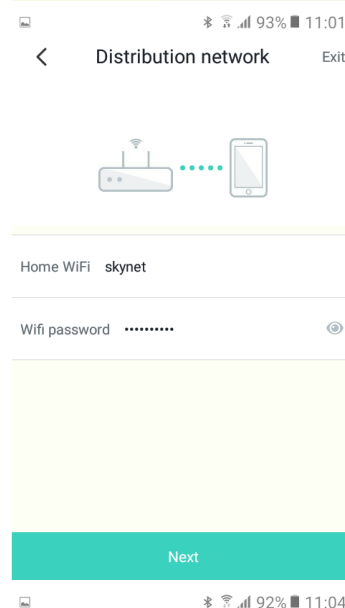 93% 11:01
Distribution network Exit
Home WiFi skynet
Wifi password ••••••••••
Next
92% 11:04